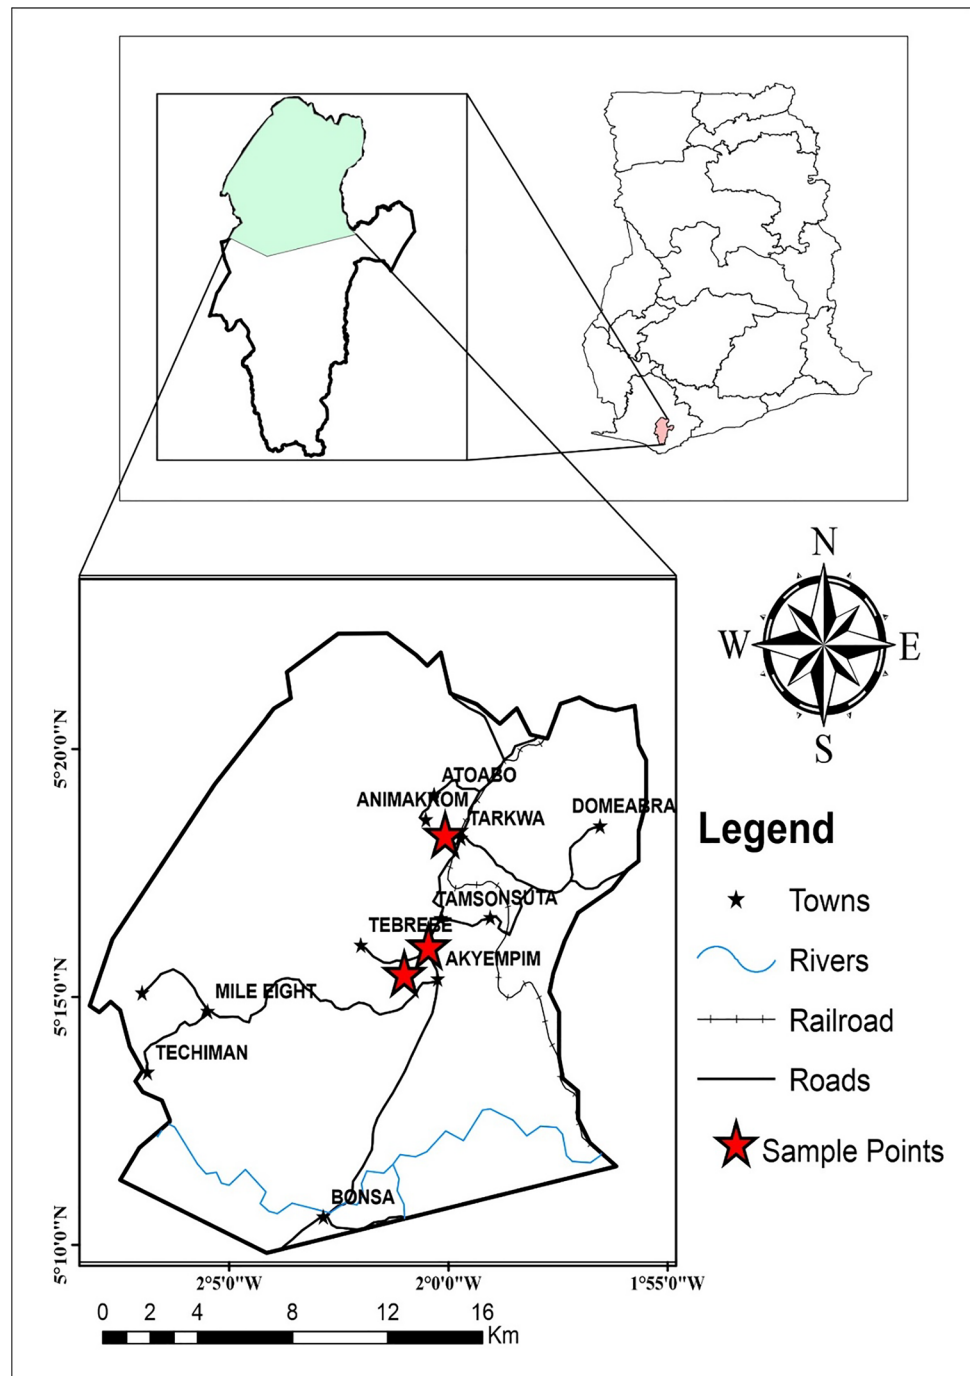 N
W E
S
5°20'0"N
ATOABO
ANIMAKROM
DOMEABRA
TARKWA
Legend
TAMSONSUTA
Towns
TEBREBE
AKYEMPIM
Rivers
5°15'0"N
MILE EIGHT
Railroad
TECHIMAN
Roads
Sample Points
BONSA
5°10'0"N
2°5'0"W 2°0'0"W 1°55'0"W
0 2 4 8 12 16
Km